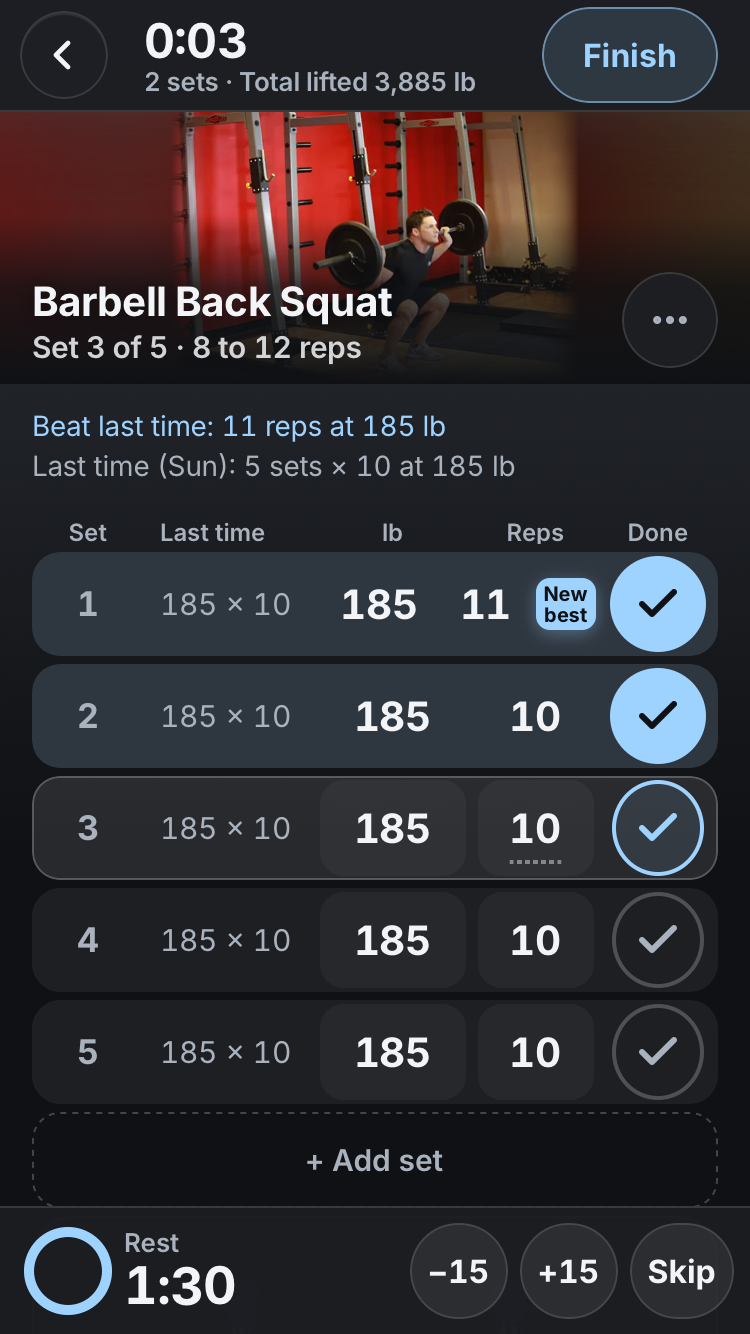 0:03
2 sets · Total lifted 3,885 lb
Finish
Barbell Back Squat
Set 3 of 5 · 8 to 12 reps
Beat last time: 11 reps at 185 lb
Last time (Sun): 5 sets × 10 at 185 lb
Set Last time lb Reps Done
1 185 × 10 185 11 New best
2 185 × 10 185 10
3 185 × 10 185 10
4 185 × 10 185 10
5 185 × 10 185 10
+ Add set
Rest
1:30
−15 +15 Skip